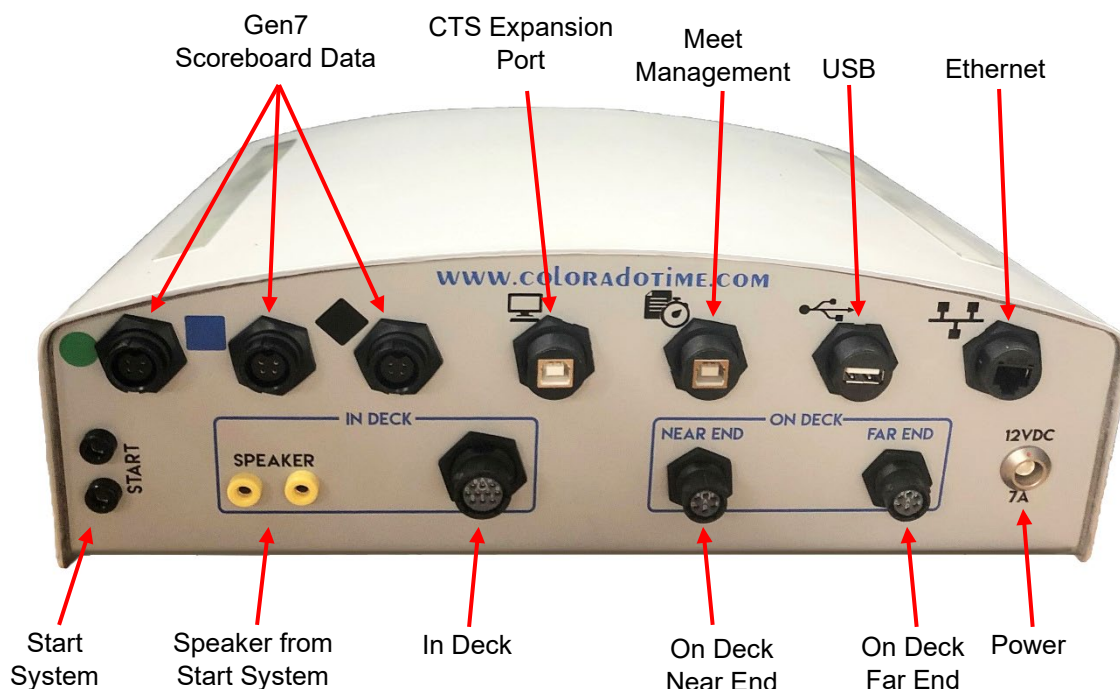 Gen7
Scoreboard Data
CTS Expansion
Port
Meet
Management
USB
Ethernet
WWW.COLORADOTIME.COM
START
IN DECK
SPEAKER
ON DECK
NEAR END
FAR END
12VDC
7A
Start
System
Speaker from
Start System
In Deck
On Deck
Near End
On Deck
Far End
Power